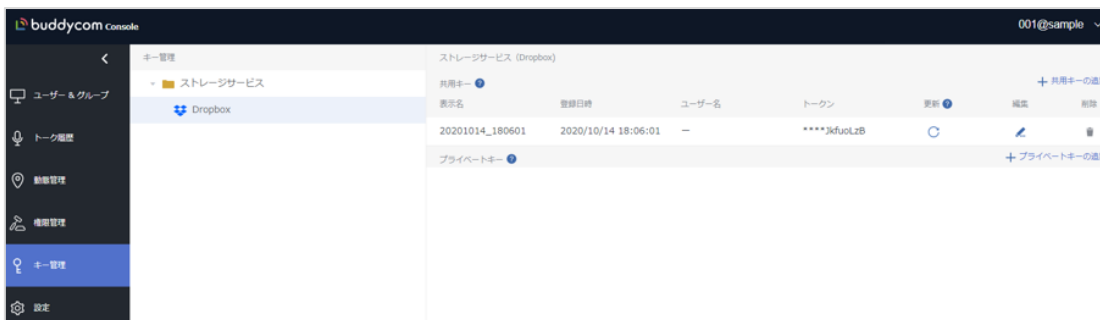 buddycom Console
001@sample
キー管理
ストレージサービス
Dropbox
ユーザー & グループ
トーク履歴
動態管理
権限管理
キー管理
設定
ストレージサービス (Dropbox)
共用キー ?
+ 共用キーの追
表示名 登録日時 ユーザー名 トークン 更新 ? 編集 削除
20201014_180601 2020/10/14 18:06:01 — ****JkfuoLzB
プライベートキー ?
+ プライベートキーの追